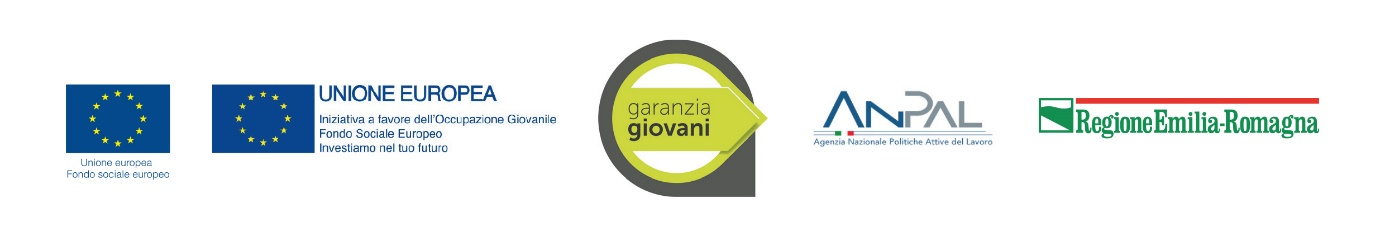 Unione europea
Fondo sociale europeo
UNIONE EUROPEA
Iniziativa a favore dell'Occupazione Giovanile
Fondo Sociale Europeo
Investiamo nel tuo futuro
garanzia
giovani
ANPAL
Agenzia Nazionale Politiche Attive del Lavoro
RegioneEmilia-Romagna